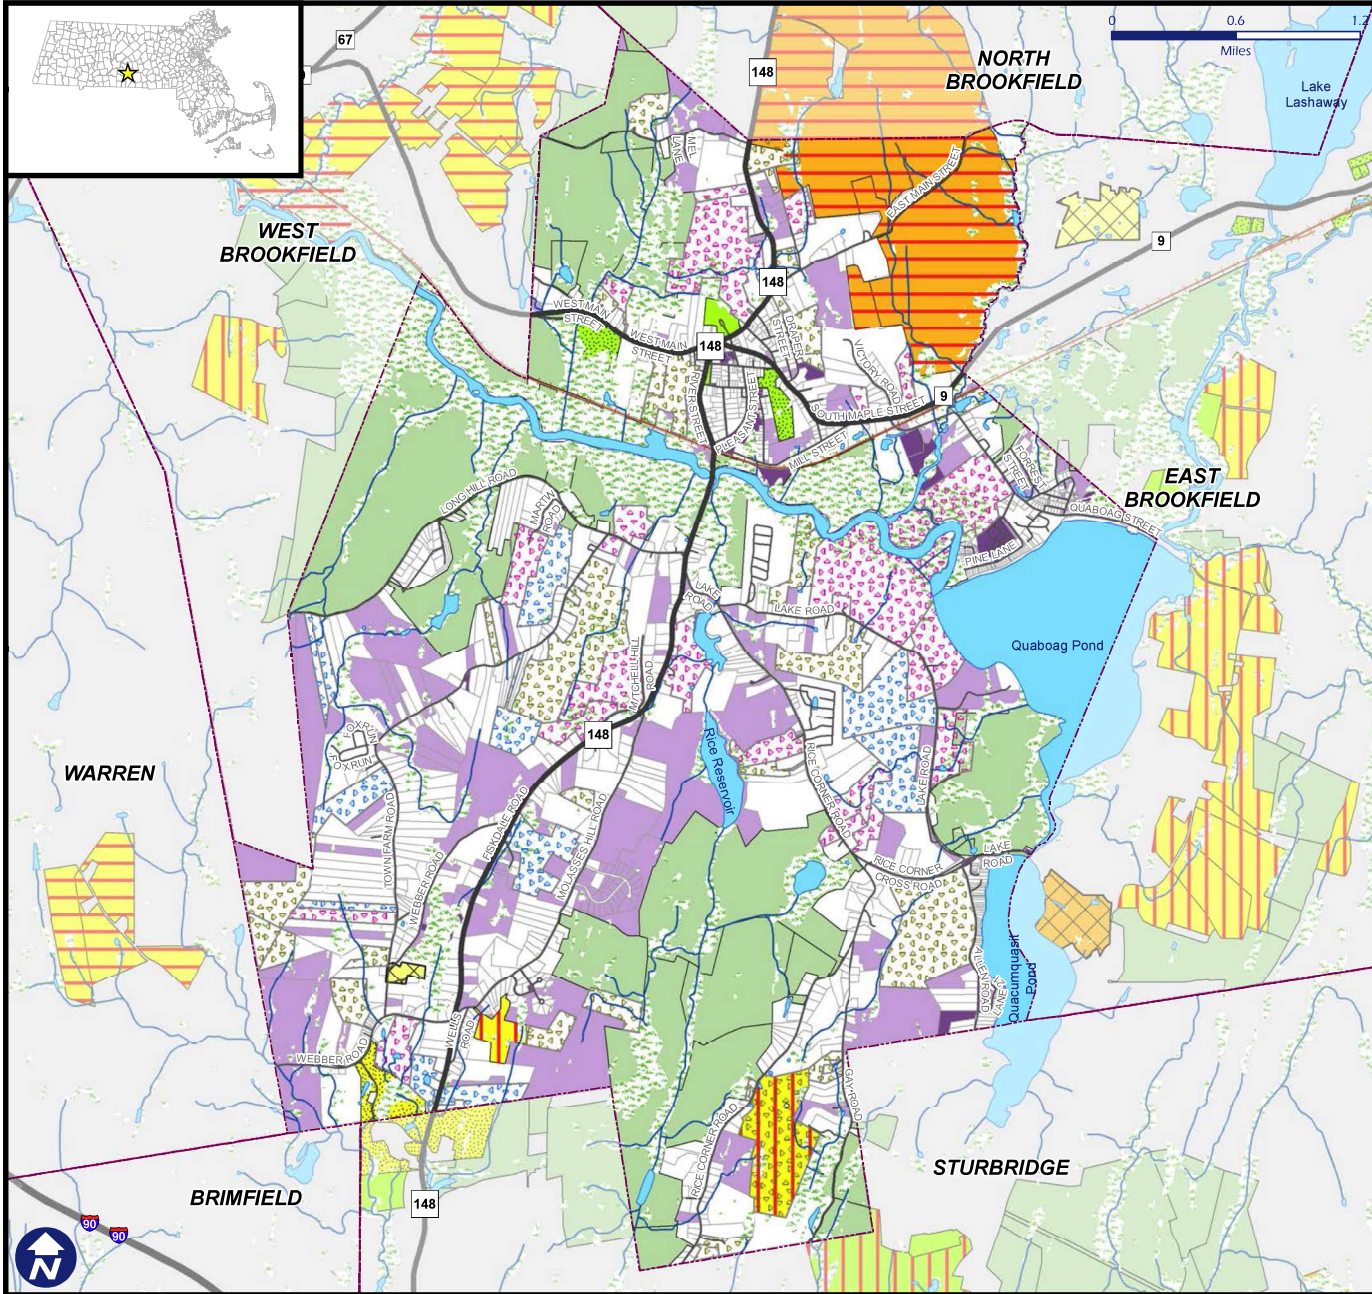 67
148
NORTH
BROOKFIELD
0
0.6
1.2
Miles
Lake
Lashaway
MEL
LANE
EAST MAIN STREET
WEST
BROOKFIELD
9
148
WEST MAIN
STREET
WEST MAIN
STREET
148
DRAPER
STREET
VICTORY ROAD
RIVER STREET
PLEASANT STREET
9
SOUTH MAPLE STREET
MILL STREET
FORREST
STREET
EAST
BROOKFIELD
QUABOAG STREET
LONG HILL ROAD
MARTIN
ROAD
PINE LANE
LAKE
ROAD
LAKE ROAD
Quaboag Pond
MITCHELL HILL
ROAD
148
FOX RUN
FOX RUN
Rice Reservoir
RICE CORNER ROAD
LAKE ROAD
WARREN
TOWN FARM ROAD
FISKDALE ROAD
WEBBER ROAD
MOLASSES HILL ROAD
RICE CORNER
CROSS ROAD
LAKE
ROAD
ALLEN ROAD
LANE
Quacumquasit
Pond
WELLS
ROAD
WEBBER ROAD
GAY ROAD
RICE CORNER ROAD
STURBRIDGE
BRIMFIELD
148
90
90
N